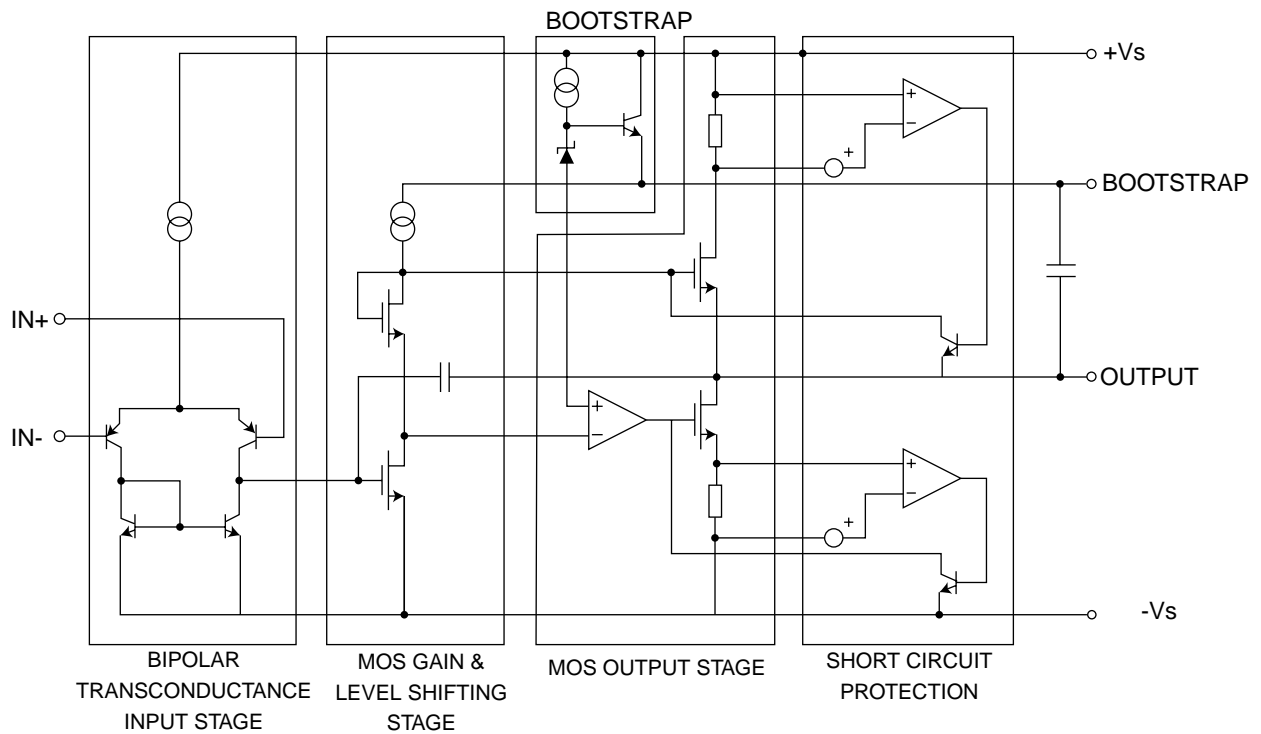 BOOTSTRAP
+Vs
+
−
+
BOOTSTRAP
IN+
OUTPUT
+
−
IN-
+
−
+
-Vs
BIPOLAR
TRANSCONDUCTANCE
INPUT STAGE
MOS GAIN &
LEVEL SHIFTING
STAGE
MOS OUTPUT STAGE
SHORT CIRCUIT
PROTECTION